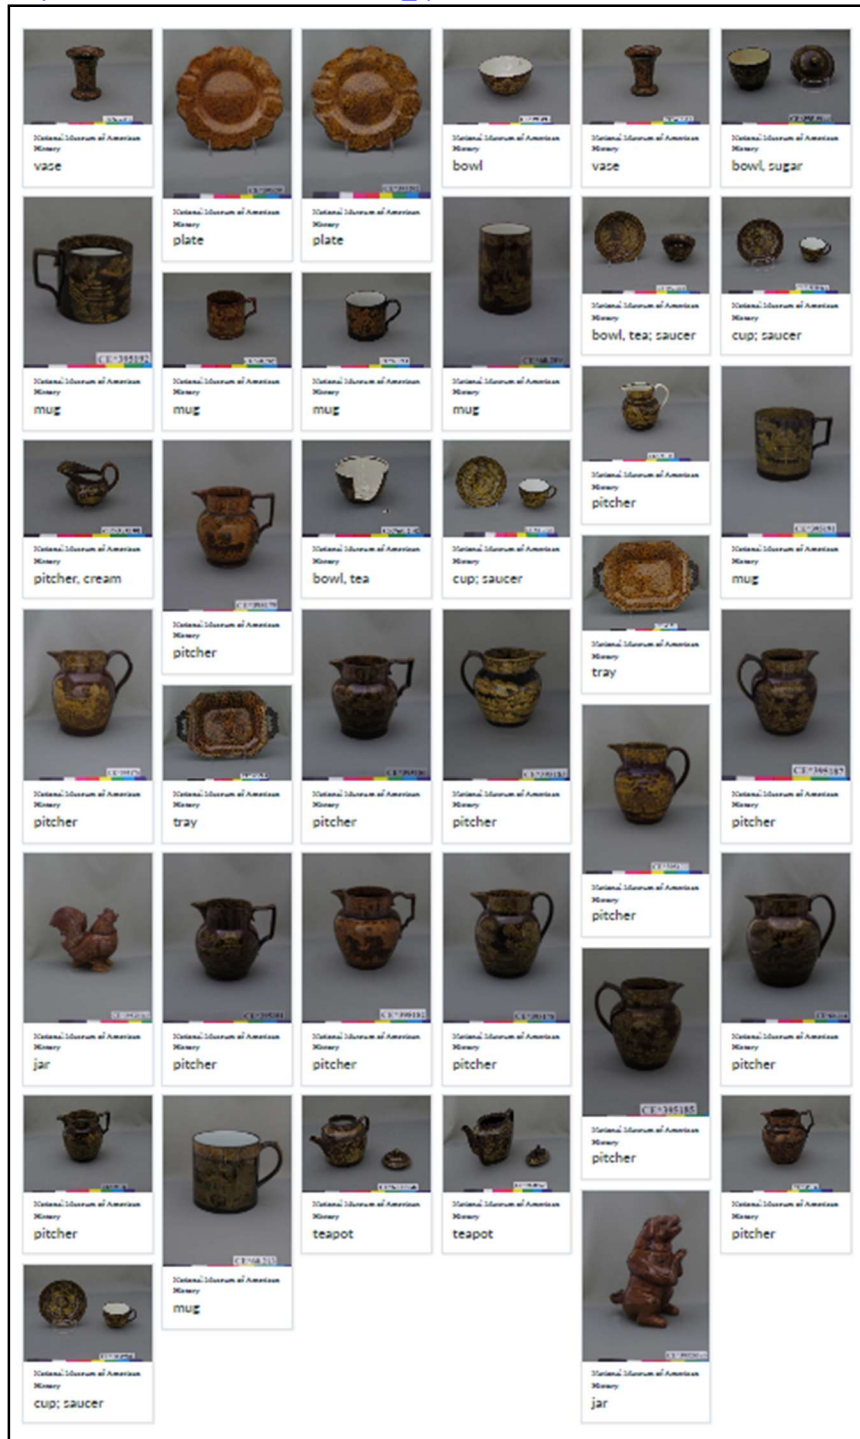 National Museum of American
History
vase
CE*395192
National Museum of American
History
mug
National Museum of American
History
pitcher, cream
National Museum of American
History
pitcher
National Museum of American
History
jar
National Museum of American
History
pitcher
National Museum of American
History
cup; saucer
National Museum of American
History
plate
National Museum of American
History
mug
National Museum of American
History
pitcher
National Museum of American
History
tray
National Museum of American
History
pitcher
National Museum of American
History
mug
National Museum of American
History
plate
National Museum of American
History
mug
National Museum of American
History
bowl, tea
National Museum of American
History
pitcher
National Museum of American
History
pitcher
National Museum of American
History
teapot
National Museum of American
History
bowl
National Museum of American
History
mug
National Museum of American
History
cup; saucer
National Museum of American
History
pitcher
National Museum of American
History
pitcher
National Museum of American
History
teapot
National Museum of American
History
vase
National Museum of American
History
bowl, tea; saucer
National Museum of American
History
pitcher
National Museum of American
History
tray
National Museum of American
History
pitcher
CE*395185
National Museum of American
History
pitcher
National Museum of American
History
jar
National Museum of American
History
bowl, sugar
National Museum of American
History
cup; saucer
National Museum of American
History
mug
CE*395187
National Museum of American
History
pitcher
National Museum of American
History
pitcher
National Museum of American
History
pitcher